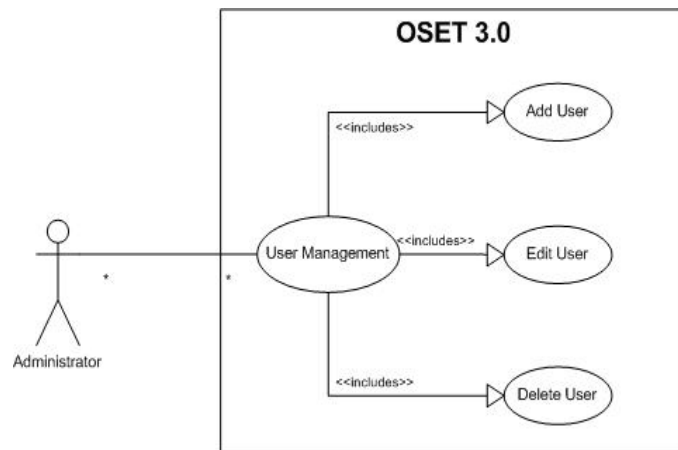 OSET 3.0
Add User
<<includes>>
User Management
<<includes>>
Edit User
*
*
Administrator
<<includes>>
Delete User